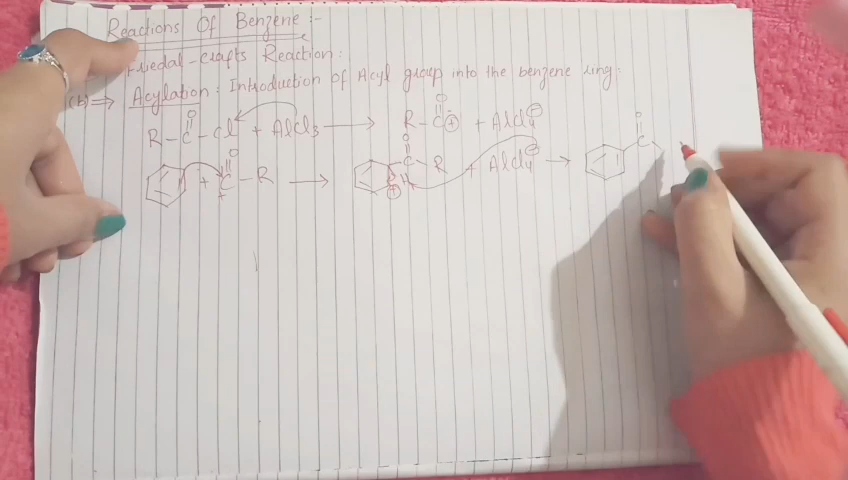 Reactions Of Benzene :-
Friedal-Crafts Reaction :
(b) ⇒ Acylation : Introduction of Acyl group into the benzene ring:
R-C(=O)-Cl + AlCl3 → R-C(=O)⊕ + AlCl4⊖
+ C(=O)-R → C(=O)-R H ⊕ + AlCl4⊖ → C(=O)